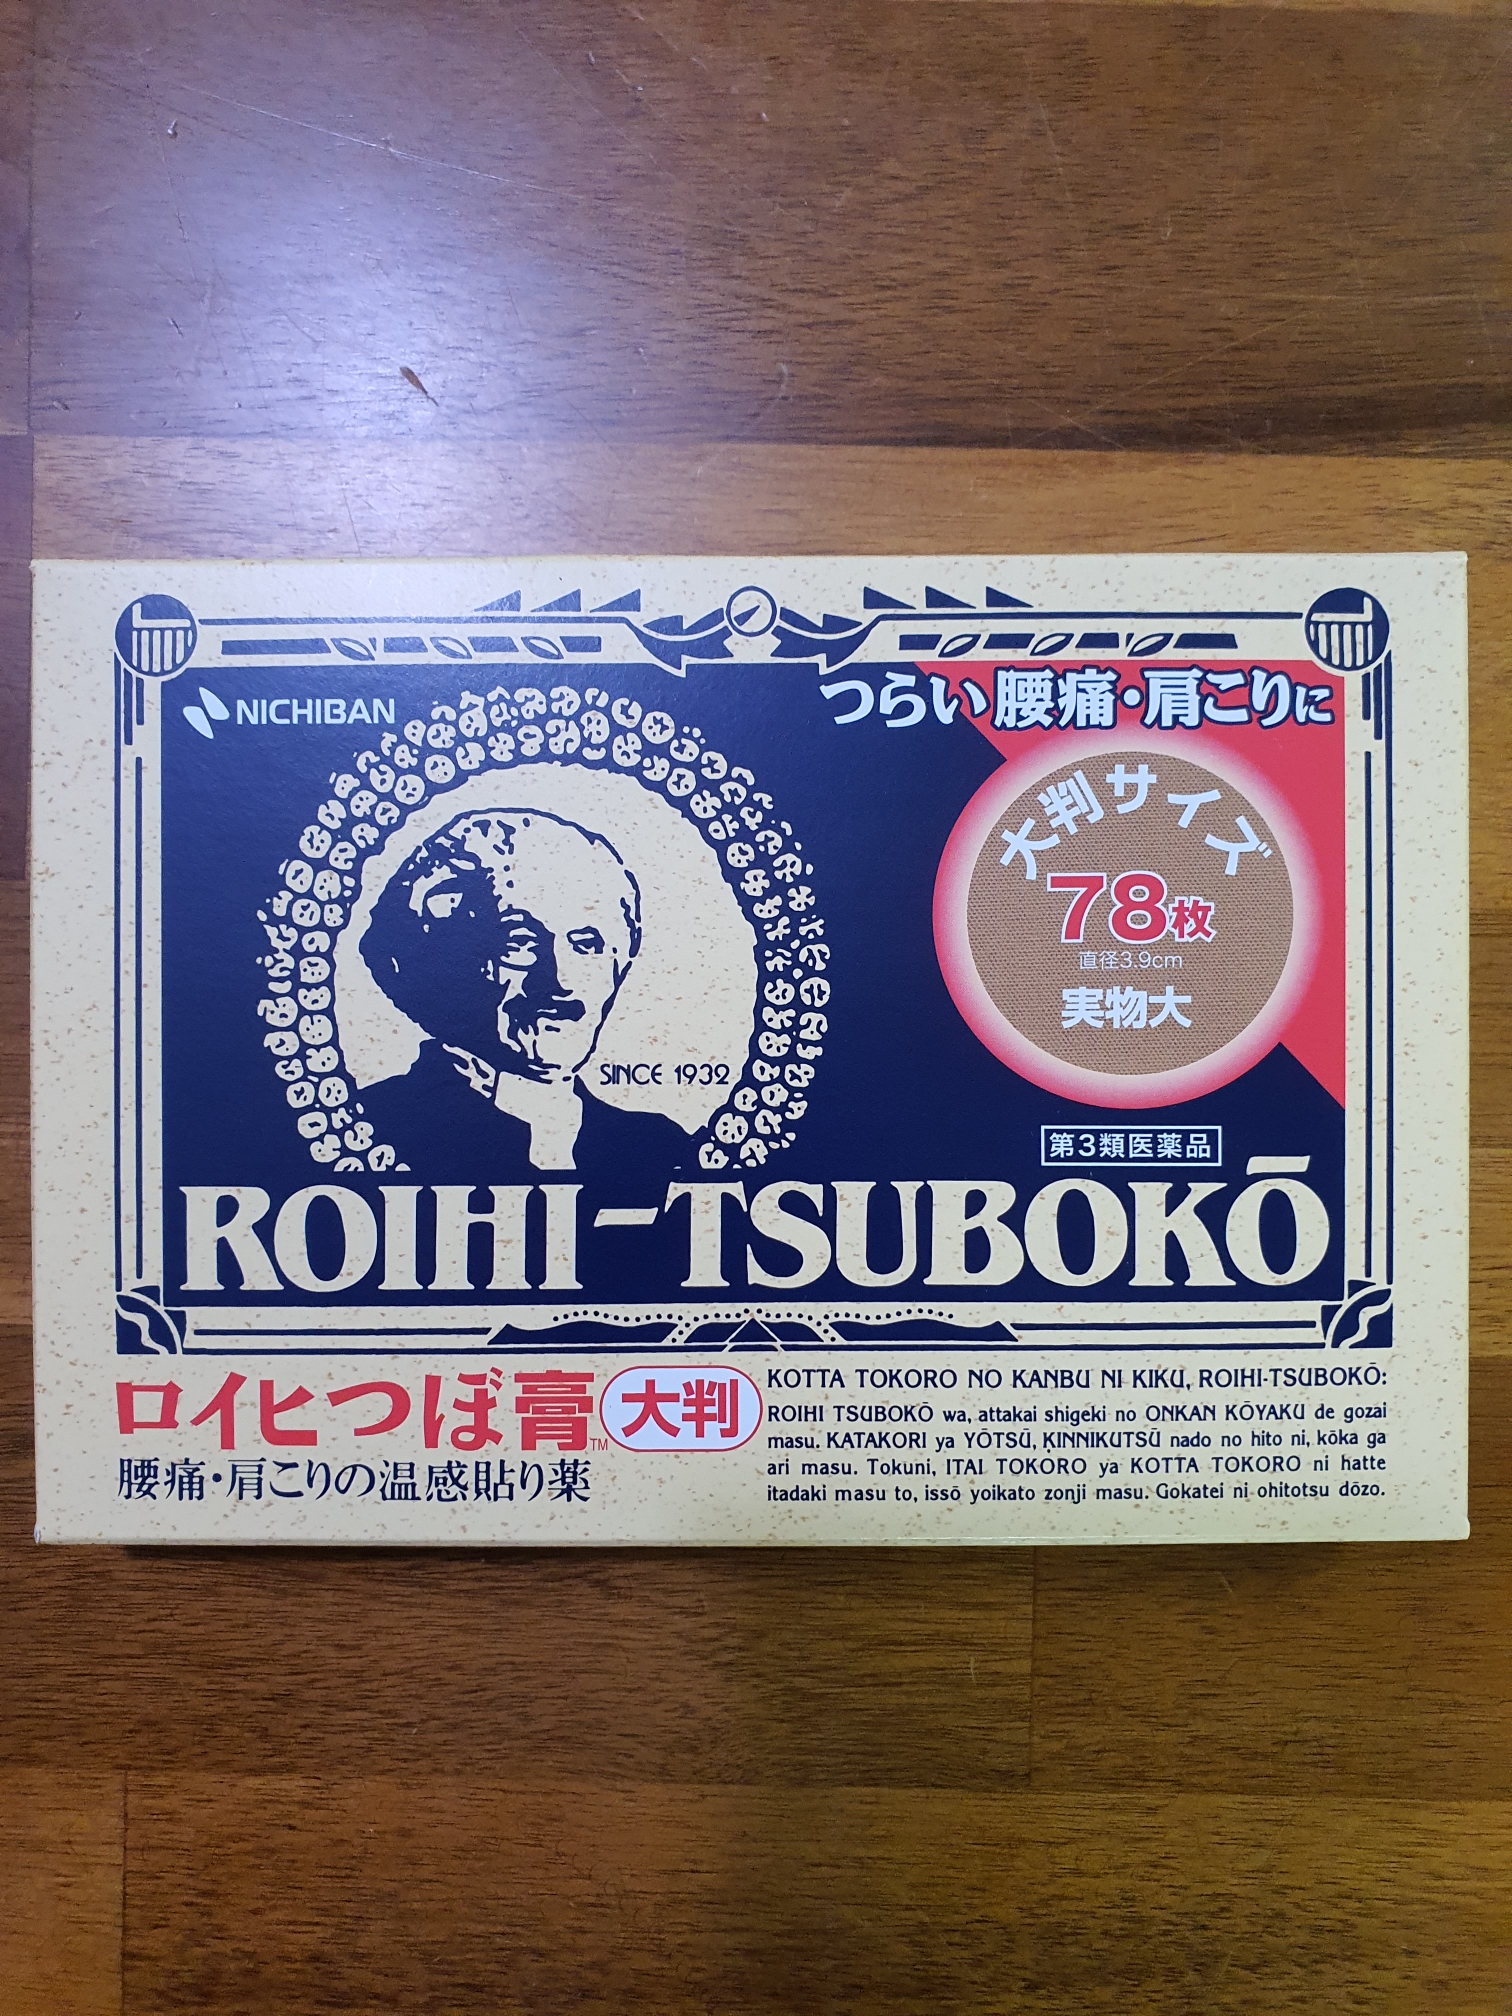 NICHIBAN
つらい腰痛・肩こりに
大判サイズ
78枚
直径3.9cm
実物大
SINCE 1932
第3類医薬品
ROIHI-TSUBOKŌ
ロイヒつぼ膏™ 大判
腰痛・肩こりの温感貼り薬
KOTTA TOKORO NO KANBU NI KIKU, ROIHI-TSUBOKŌ:
ROIHI TSUBOKŌ wa, attakai shigeki no ONKAN KŌYAKU de gozai
masu. KATAKORI ya YŌTSŪ, KINNIKUTSŪ nado no hito ni, kōka ga
ari masu. Tokuni, ITAI TOKORO ya KOTTA TOKORO ni hatte
itadaki masu to, issō yoikato zonji masu. Gokatei ni ohitotsu dōzo.